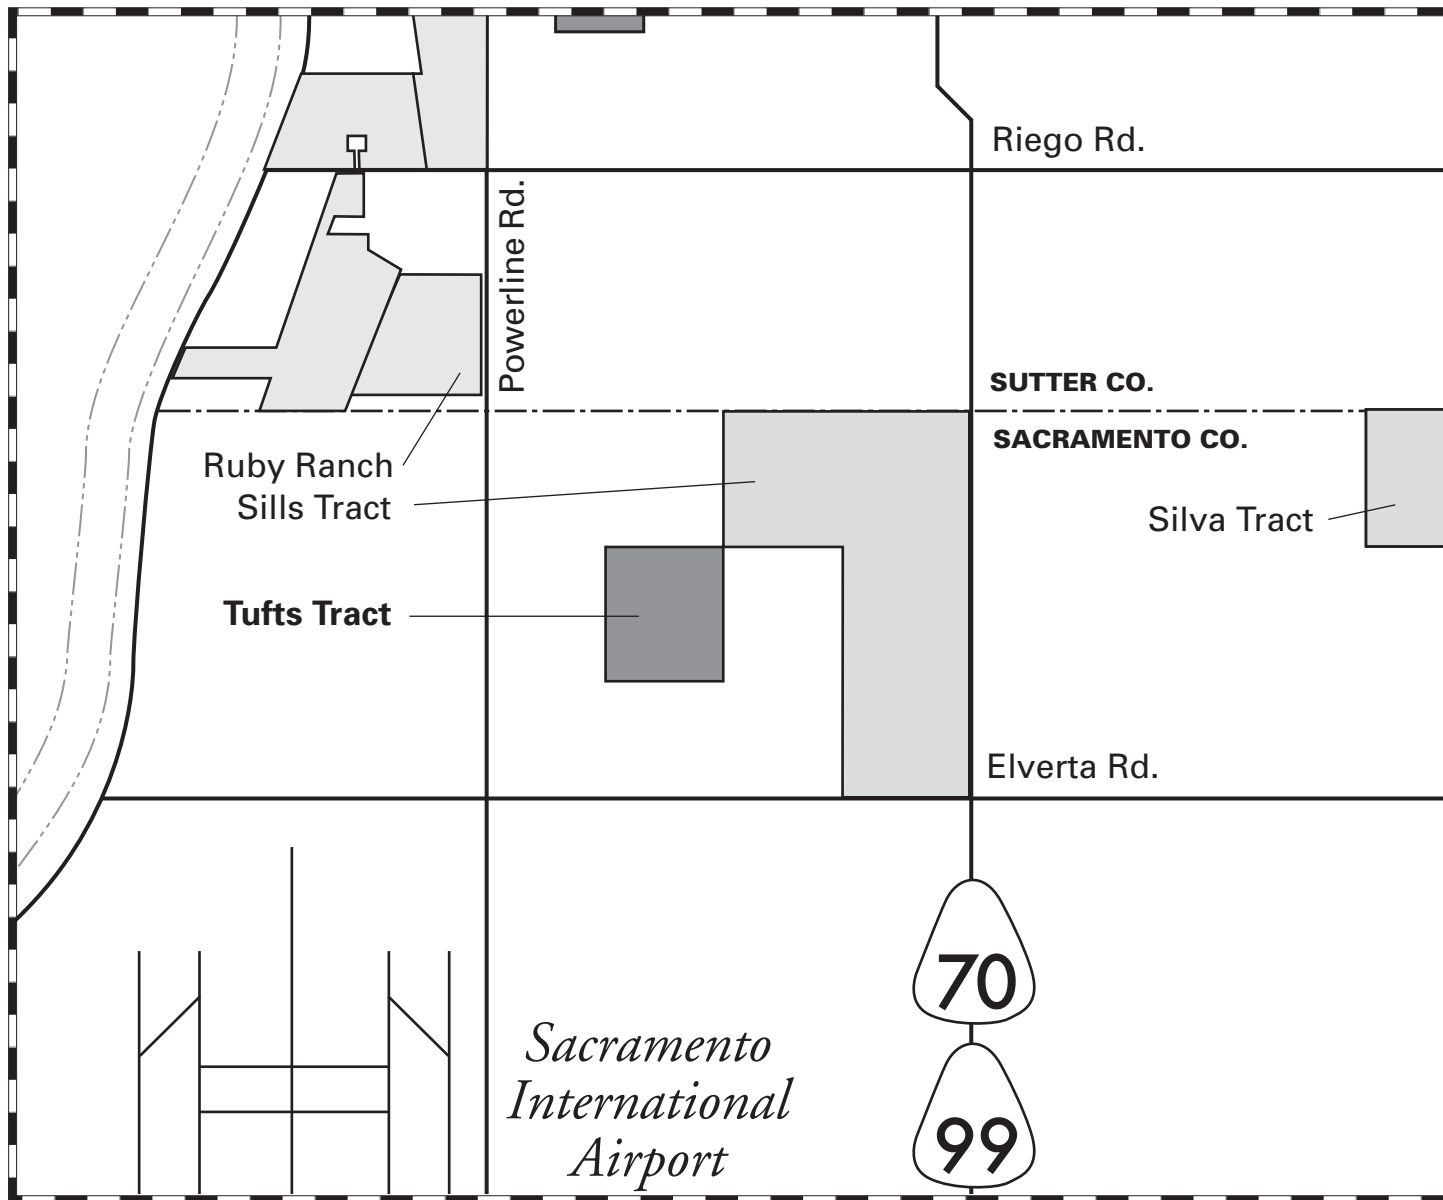 Riego Rd.
Powerline Rd.
SUTTER CO.
SACRAMENTO CO.
Ruby Ranch
Sills Tract
Silva Tract
Tufts Tract
Elverta Rd.
70
99
Sacramento
International
Airport